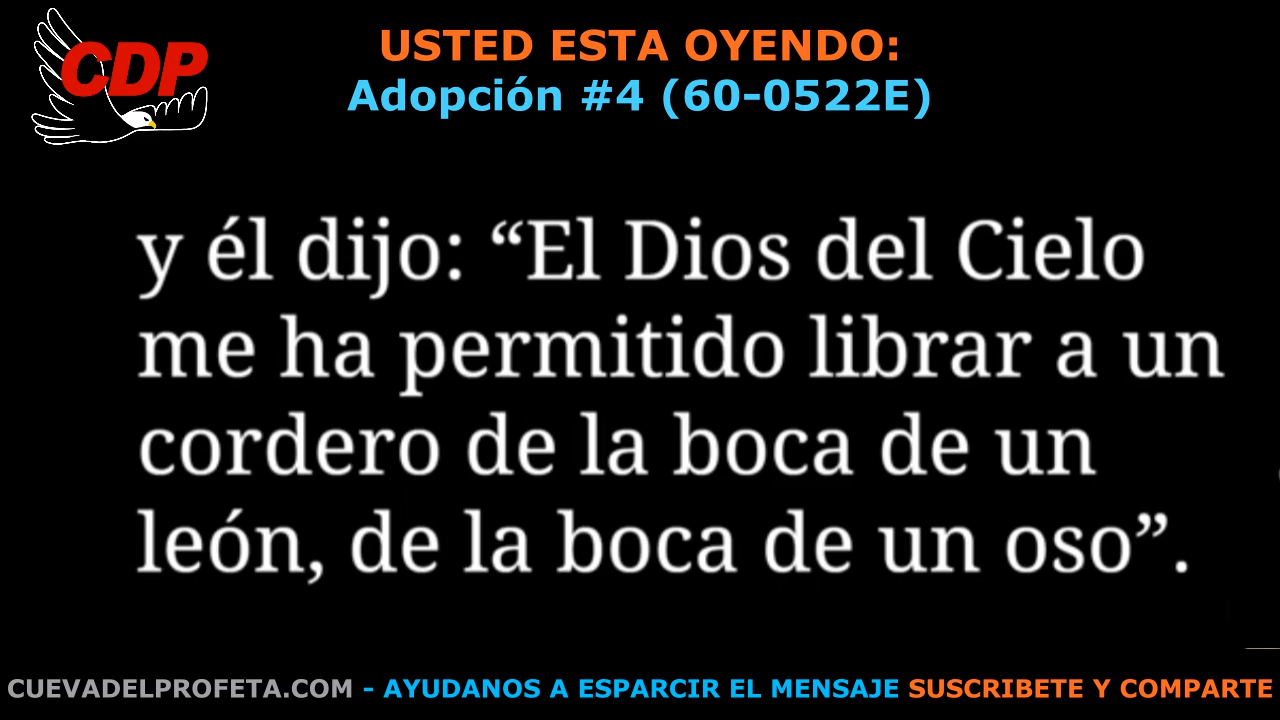 CDP
USTED ESTA OYENDO:
Adopción #4 (60-0522E)
y él dijo: “El Dios del Cielo
me ha permitido librar a un
cordero de la boca de un
león, de la boca de un oso”.
CUEVADELPROFETA.COM - AYUDANOS A ESPARCIR EL MENSAJE SUSCRIBETE Y COMPARTE